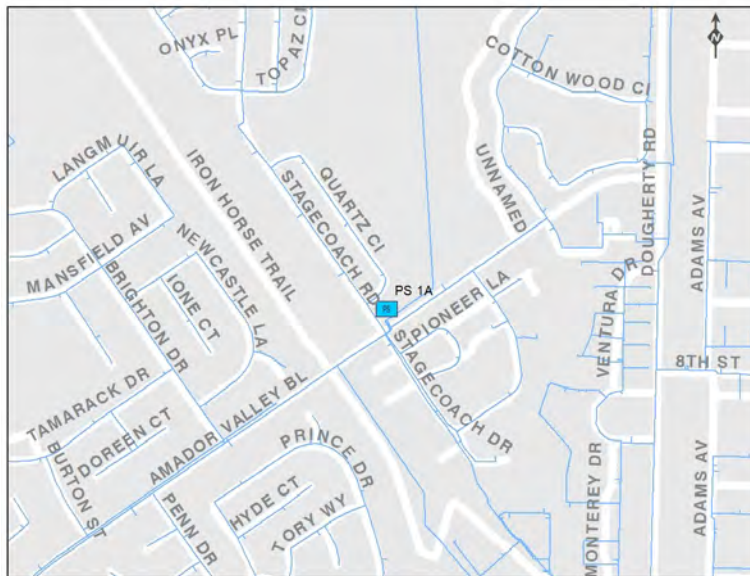 ONYX PL
TOPAZ CI
COTTON WOOD CI
N
LANGMUIR LA
IRON HORSE TRAIL
QUARTZ CI
UNNAMED
DOUGHERTY RD
ADAMS AV
STAGECOACH RD
MANSFIELD AV
NEWCASTLE LA
BRIGHTON DR
IONE CT
PS 1A
PS
PIONEER LA
VENTURA DR
STAGECOACH DR
8TH ST
TAMARACK DR
DOREEN CT
AMADOR VALLEY BL
BURTON ST
PRINCE DR
HYDE CT
PENN DR
TORY WY
MONTEREY DR
ADAMS AV